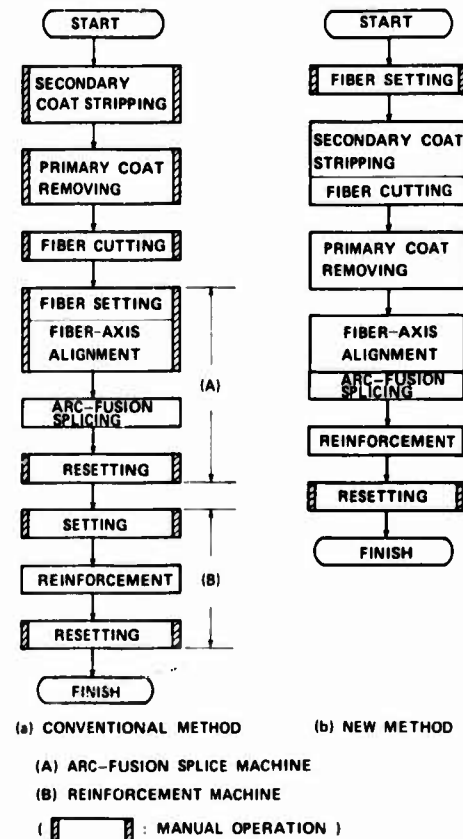 START
SECONDARY
COAT STRIPPING
PRIMARY COAT
REMOVING
FIBER CUTTING
FIBER SETTING
FIBER-AXIS
ALIGNMENT
ARC-FUSION
SPLICING
RESETTING
SETTING
REINFORCEMENT
RESETTING
FINISH
(A)
(B)
(a) CONVENTIONAL METHOD
START
FIBER SETTING
SECONDARY COAT
STRIPPING
FIBER CUTTING
PRIMARY COAT
REMOVING
FIBER-AXIS
ALIGNMENT
ARC-FUSION
SPLICING
REINFORCEMENT
RESETTING
FINISH
(b) NEW METHOD
(A) ARC-FUSION SPLICE MACHINE
(B) REINFORCEMENT MACHINE
( : MANUAL OPERATION )